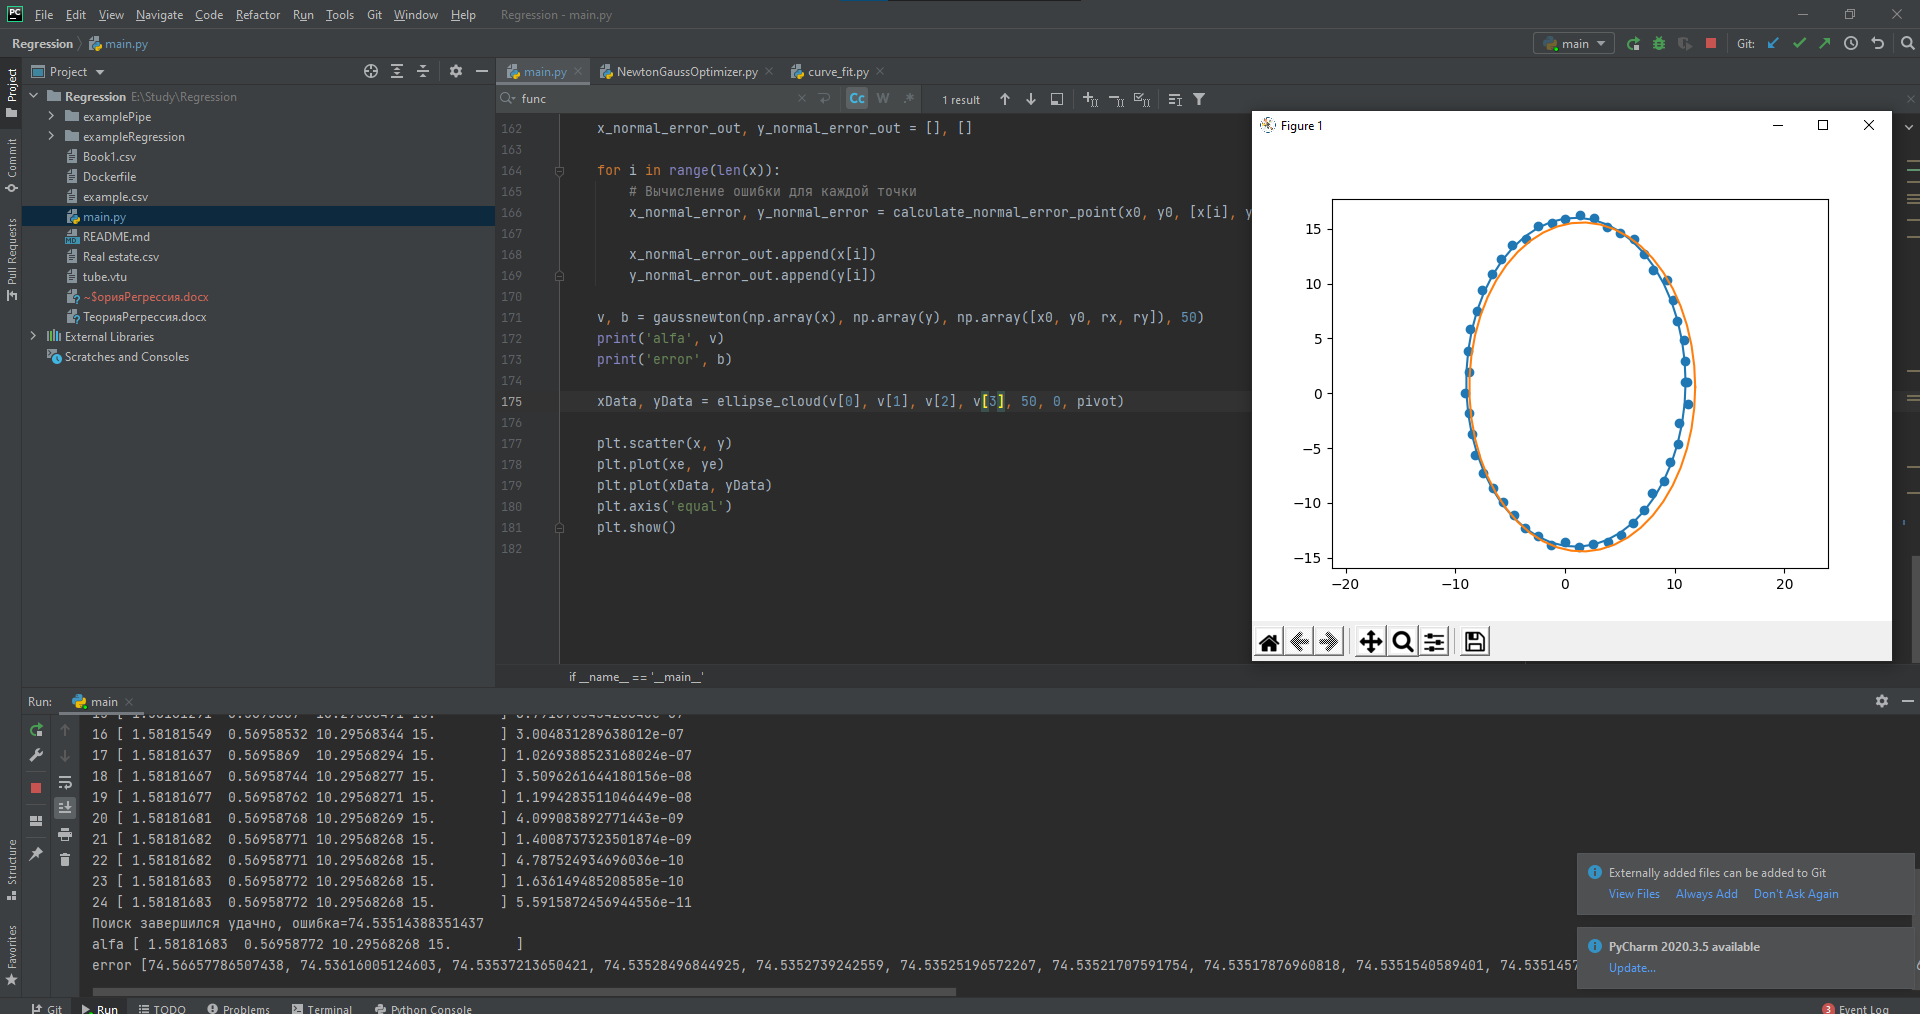 PC File Edit View Navigate Code Refactor Run Tools Git Window Help Regression - main.py
Regression main.py main Git:
Project
main.py NewtonGaussOptimizer.py curve_fit.py
func Cc W .* 1 result
Project
Commit
Pull Requests
Regression E:\Study\Regression
examplePipe
exampleRegression
Book1.csv
Dockerfile
example.csv
main.py
README.md
Real estate.csv
tube.vtu
~$орияРегрессия.docx
ТеорияРегрессия.docx
External Libraries
Scratches and Consoles
162 x_normal_error_out, y_normal_error_out = [], []
163
164 for i in range(len(x)):
165 # Вычисление ошибки для каждой точки
166 x_normal_error, y_normal_error = calculate_normal_error_point(x0, y0, [x[i], y
167
168 x_normal_error_out.append(x[i])
169 y_normal_error_out.append(y[i])
170
171 v, b = gaussnewton(np.array(x), np.array(y), np.array([x0, y0, rx, ry]), 50)
172 print('alfa', v)
173 print('error', b)
174
175 xData, yData = ellipse_cloud(v[0], v[1], v[2], v[3], 50, 0, pivot)
176
177 plt.scatter(x, y)
178 plt.plot(xe, ye)
179 plt.plot(xData, yData)
180 plt.axis('equal')
181 plt.show()
182
if __name__ == '__main__'
Figure 1
15
10
5
0
−5
−10
−15
−20 −10 0 10 20
Run: main
16 [ 1.58181549 0.56958532 10.29568344 15. ] 3.004831289638012e-07
17 [ 1.58181637 0.5695869 10.29568294 15. ] 1.0269388523168024e-07
18 [ 1.58181667 0.56958744 10.29568277 15. ] 3.5096261644180156e-08
19 [ 1.58181677 0.56958762 10.29568271 15. ] 1.1994283511046449e-08
20 [ 1.58181681 0.56958768 10.29568269 15. ] 4.099083892771443e-09
21 [ 1.58181682 0.56958771 10.29568268 15. ] 1.4008737323501874e-09
22 [ 1.58181682 0.56958771 10.29568268 15. ] 4.787524934696036e-10
23 [ 1.58181683 0.56958772 10.29568268 15. ] 1.636149485208585e-10
24 [ 1.58181683 0.56958772 10.29568268 15. ] 5.5915872456944556e-11
Поиск завершился удачно, ошибка=74.53514388351437
alfa [ 1.58181683 0.56958772 10.29568268 15. ]
error [74.56657786507438, 74.53616005124603, 74.53537213650421, 74.53528496844925, 74.5352739242559, 74.53525196572267, 74.53521707591754, 74.53517876960818, 74.5351540589401, 74.5351457
Structure
Favorites
Externally added files can be added to Git
View Files Always Add Don't Ask Again
PyCharm 2020.3.5 available
Update...
Git Run TODO Problems Terminal Python Console 3 Event Log